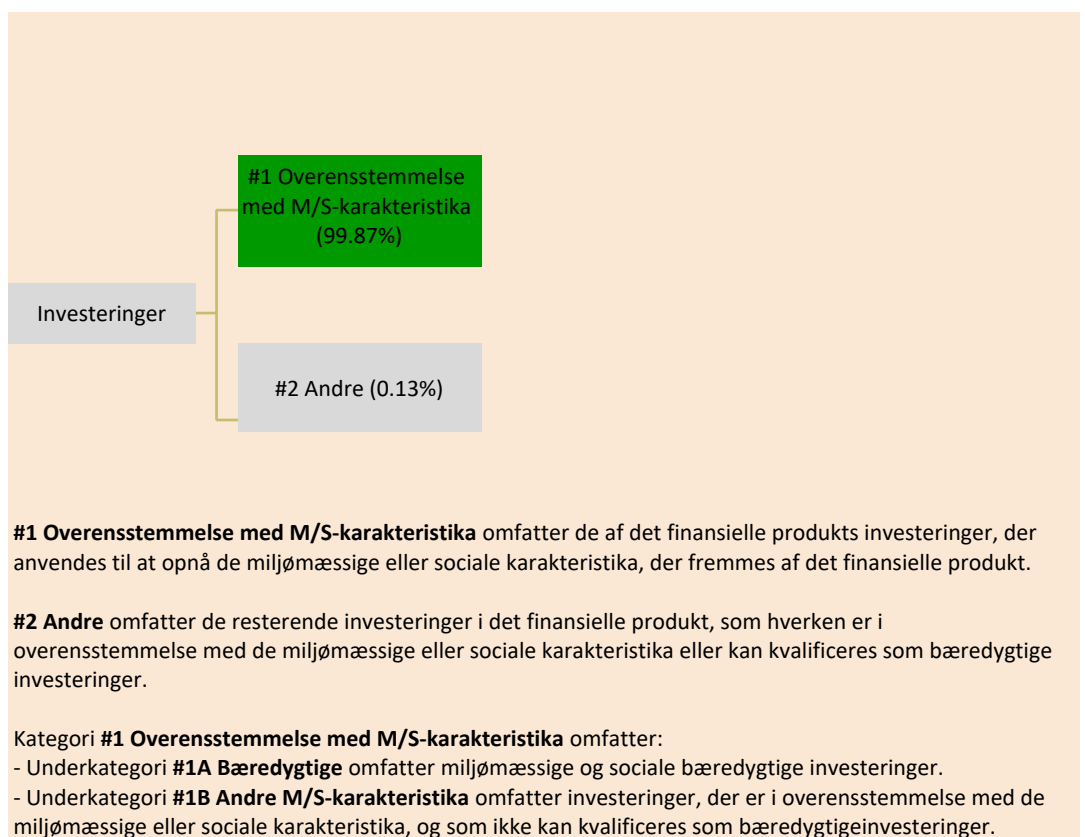 #1 Overensstemmelse
med M/S-karakteristika
(99.87%)
Investeringer
#2 Andre (0.13%)
#1 Overensstemmelse med M/S-karakteristika omfatter de af det finansielle produkts investeringer, der
anvendes til at opnå de miljømæssige eller sociale karakteristika, der fremmes af det finansielle produkt.
#2 Andre omfatter de resterende investeringer i det finansielle produkt, som hverken er i
overensstemmelse med de miljømæssige eller sociale karakteristika eller kan kvalificeres som bæredygtige
investeringer.
Kategori #1 Overensstemmelse med M/S-karakteristika omfatter:
- Underkategori #1A Bæredygtige omfatter miljømæssige og sociale bæredygtige investeringer.
- Underkategori #1B Andre M/S-karakteristika omfatter investeringer, der er i overensstemmelse med de
miljømæssige eller sociale karakteristika, og som ikke kan kvalificeres som bæredygtigeinvesteringer.